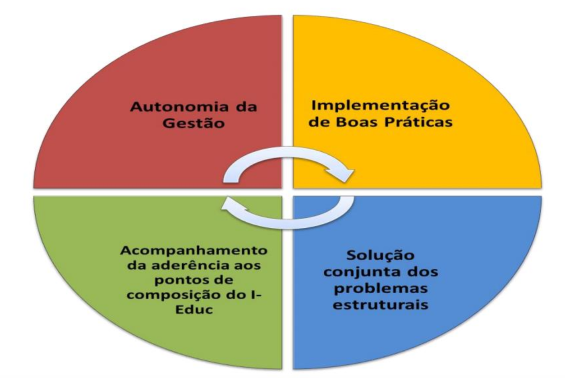 Autonomia da
Gestão
Implementação
de Boas Práticas
Acompanhamento
da aderência aos
pontos de
composição do I-
Educ
Solução
conjunta dos
problemas
estruturais